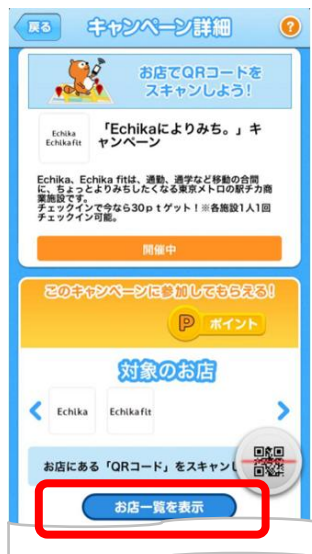 戻る
キャンペーン詳細
?
お店でQRコードを
スキャンしよう!
Echika
Echika fit
「Echikaによりみち。」キ
ャンペーン
Echika、Echika fitは、通勤、通学など移動の合間
に、ちょっとよりみちしたくなる東京メトロの駅チカ商
業施設です。
チェックインで今なら30ptゲット!※各施設1人1回
チェックイン可能。
開催中
このキャンペーンに参加してもらえる!
P ポイント
対象のお店
Echika
Echika fit
お店にある「QRコード」をスキャンし
お店一覧を表示